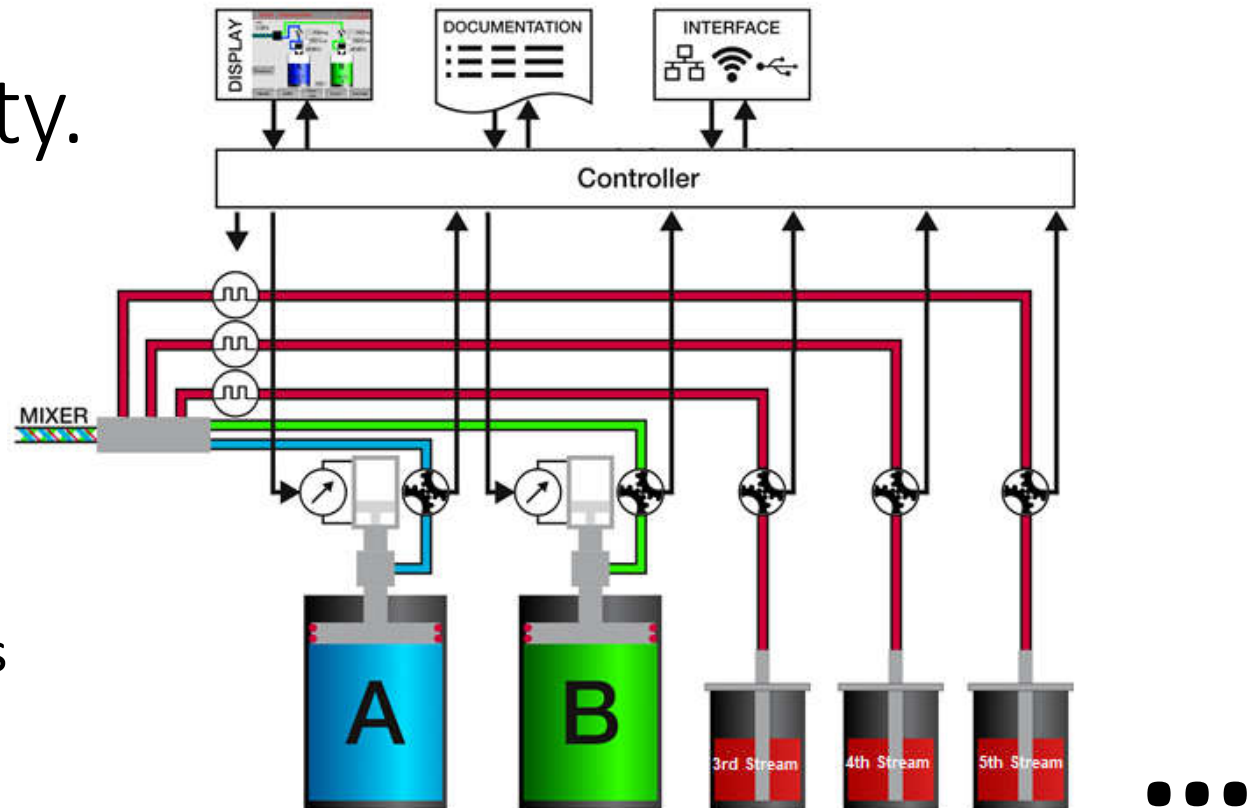 DISPLAY
DOCUMENTATION
INTERFACE
ty.
Controller
MIXER
s
A
B
3rd Stream
4th Stream
5th Stream
...